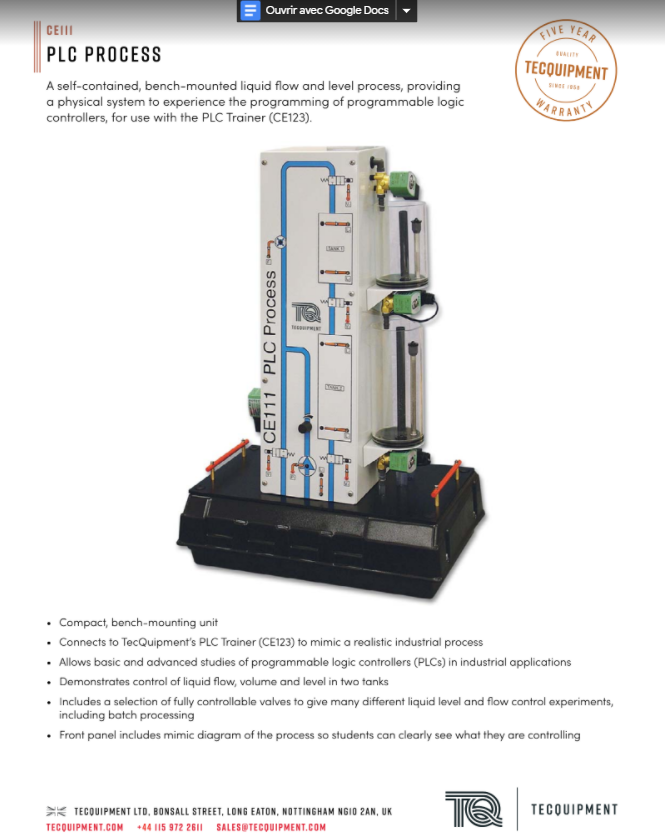 Ouvrir avec Google Docs
CE111
PLC PROCESS
FIVE YEAR
QUALITY
TECQUIPMENT
SINCE 1958
WARRANTY
A self-contained, bench-mounted liquid flow and level process, providing
a physical system to experience the programming of programmable logic
controllers, for use with the PLC Trainer (CE123).
CE111 PLC Process
TQ
TECQUIPMENT
• Compact, bench-mounting unit
• Connects to TecQuipment's PLC Trainer (CE123) to mimic a realistic industrial process
• Allows basic and advanced studies of programmable logic controllers (PLCs) in industrial applications
• Demonstrates control of liquid flow, volume and level in two tanks
• Includes a selection of fully controllable valves to give many different liquid level and flow control experiments,
including batch processing
• Front panel includes mimic diagram of the process so students can clearly see what they are controlling
TECQUIPMENT LTD, BONSALL STREET, LONG EATON, NOTTINGHAM NG10 2AN, UK
TECQUIPMENT.COM +44 115 972 2611 SALES@TECQUIPMENT.COM
TQ
TECQUIPMENT